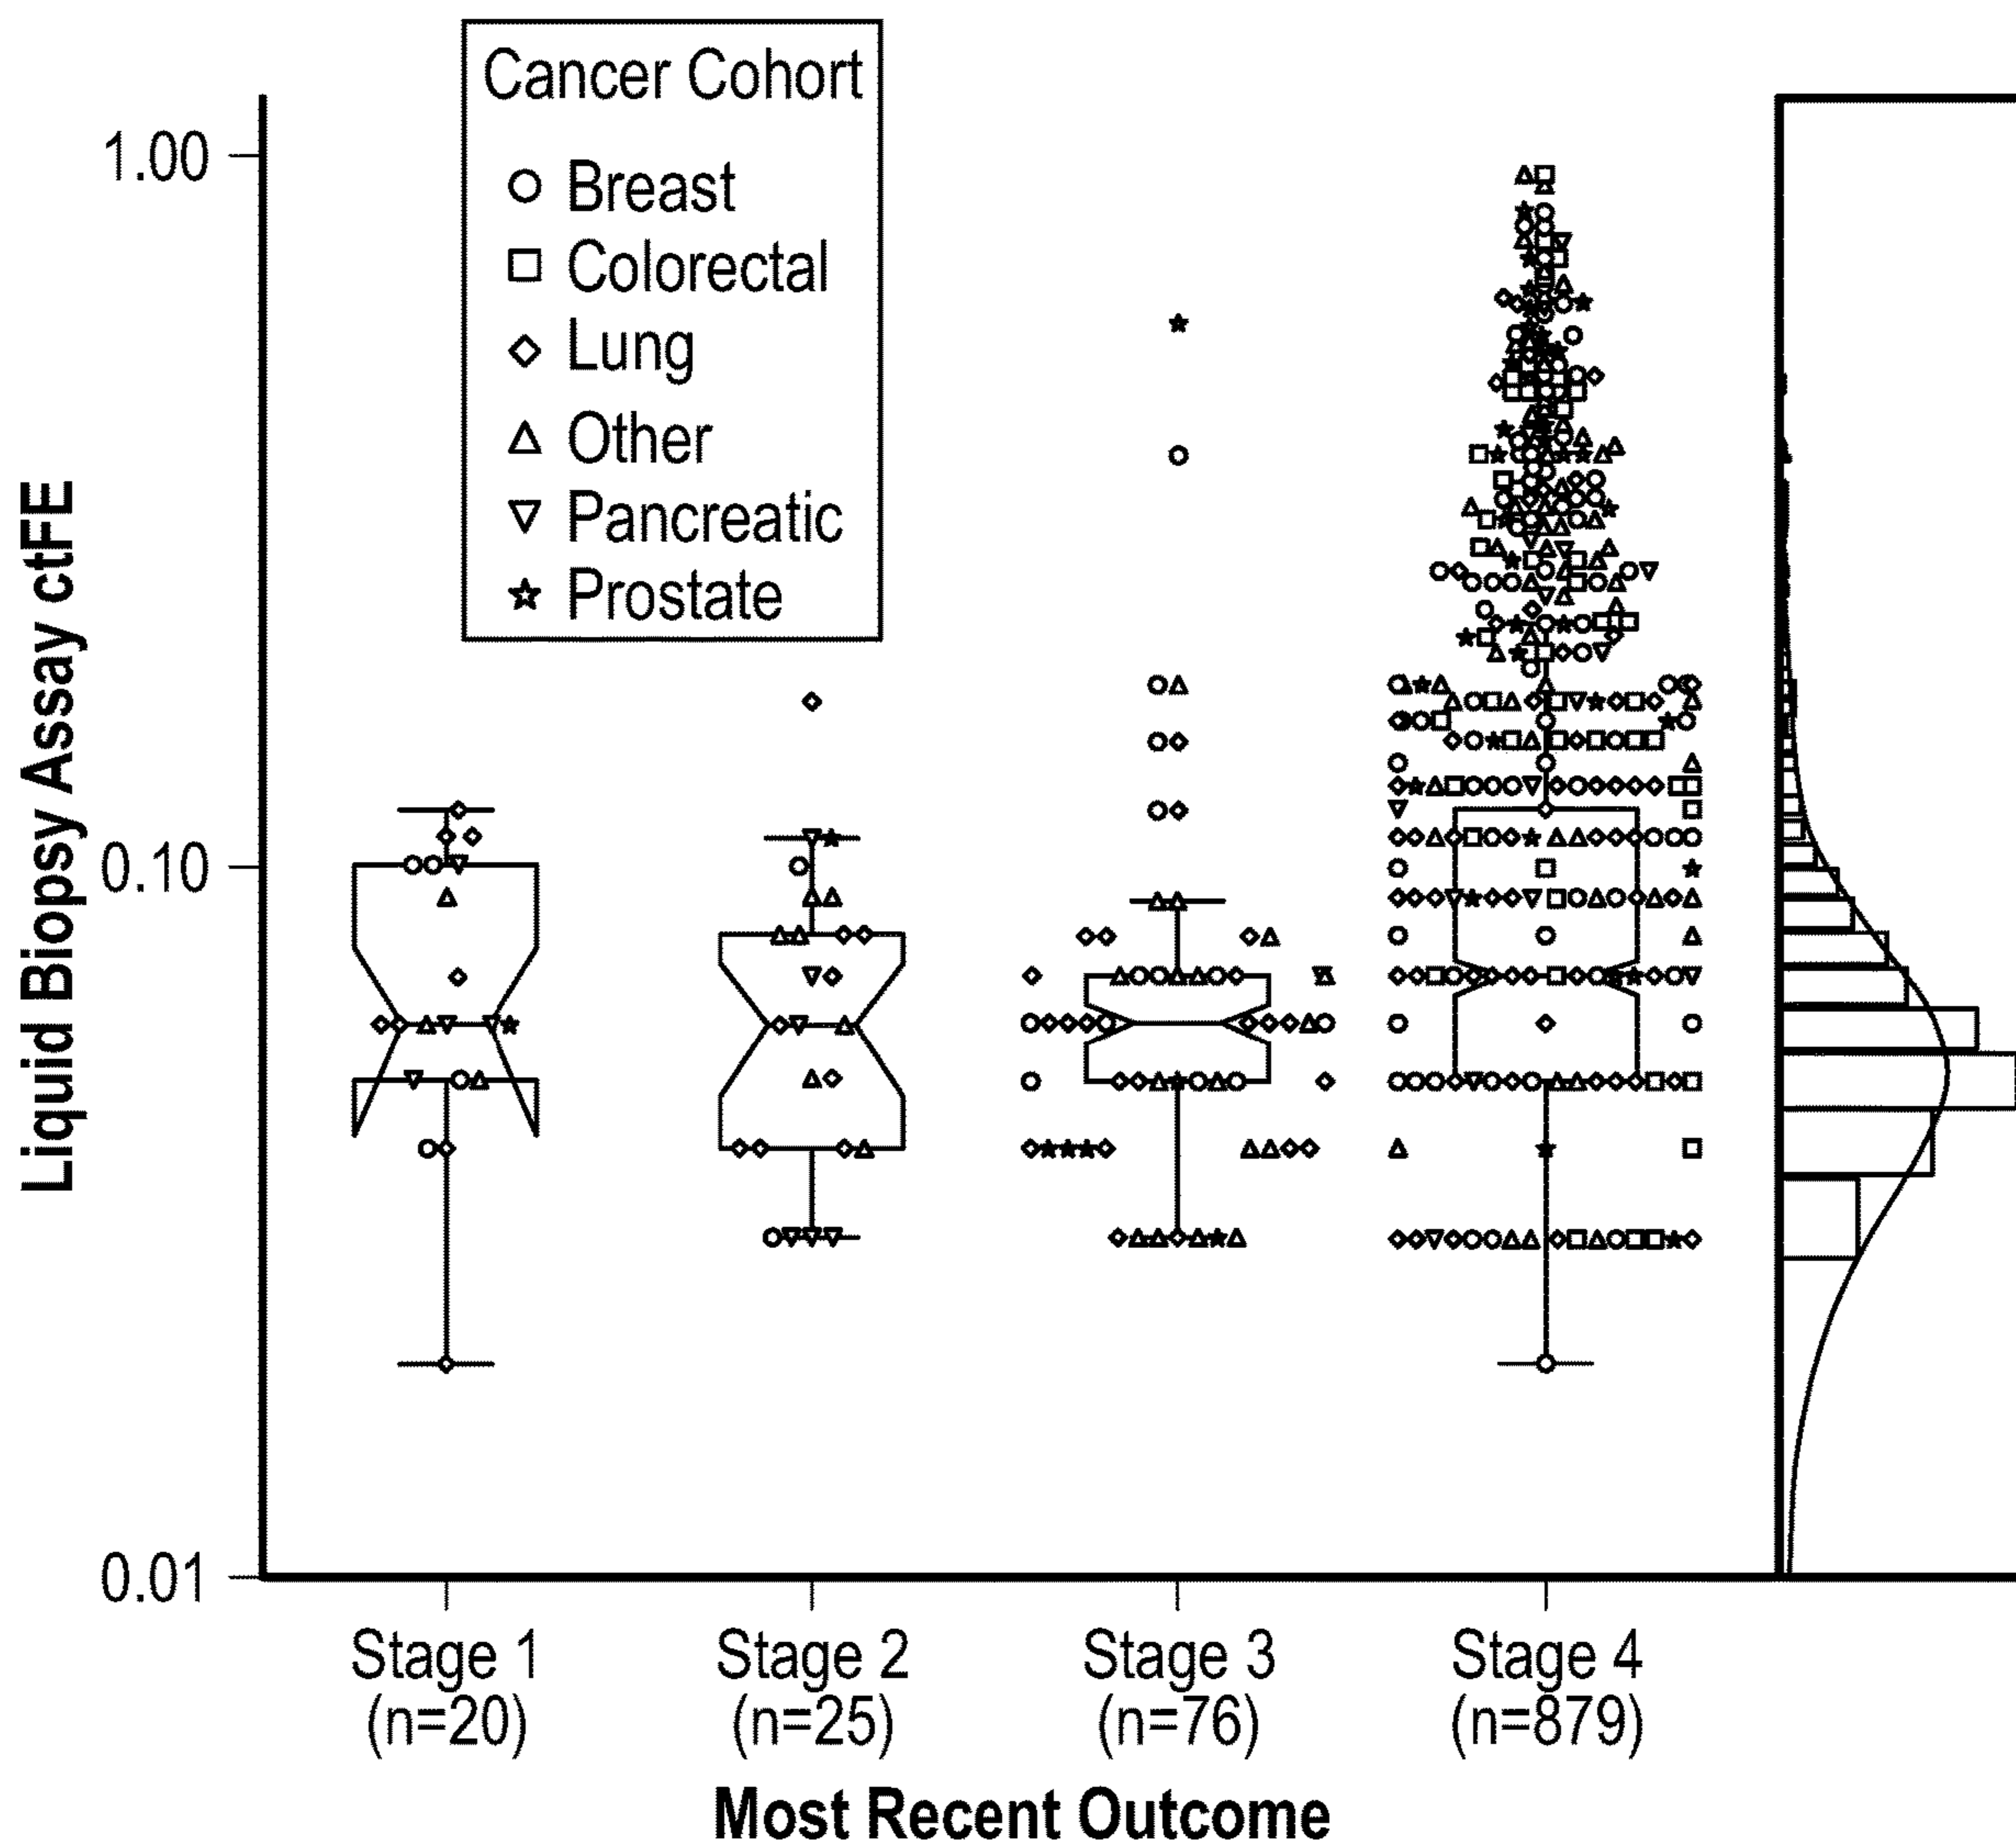 Cancer Cohort
Breast
Colorectal
Lung
Other
Pancreatic
Prostate
Liquid Biopsy Assay ctFE
1.00
0.10
0.01
Stage 1
(n=20)
Stage 2
(n=25)
Stage 3
(n=76)
Stage 4
(n=879)
Most Recent Outcome